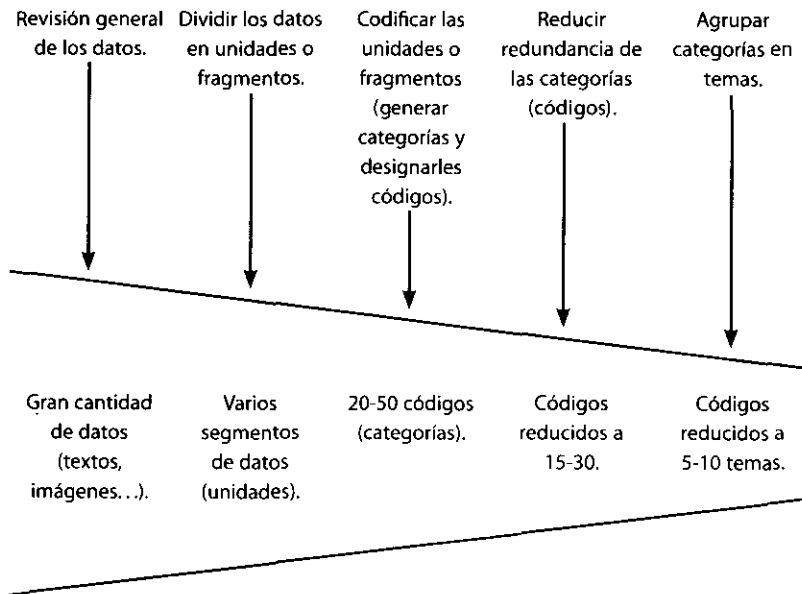 Revisión general
de los datos.
Dividir los datos
en unidades o
fragmentos.
Codificar las
unidades o
fragmentos
(generar
categorías y
designarles
códigos).
Reducir
redundancia de
las categorías
(códigos).
Agrupar
categorías en
temas.
Gran cantidad
de datos
(textos,
imágenes...).
Varios
segmentos
de datos
(unidades).
20-50 códigos
(categorías).
Códigos
reducidos a
15-30.
Códigos
reducidos a
5-10 temas.